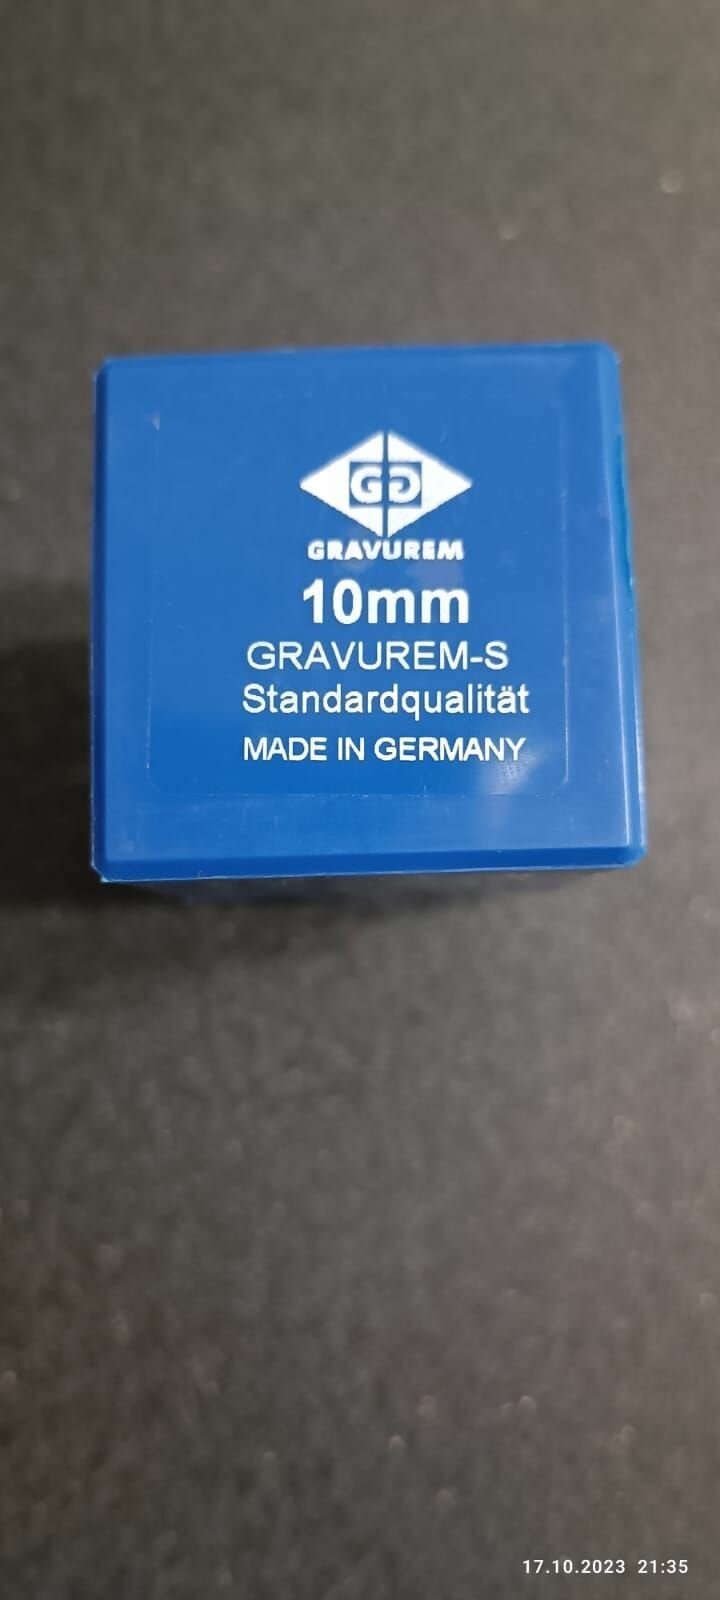 GG
GRAVUREM
10mm
GRAVUREM-S
Standardqualität
MADE IN GERMANY
17.10.2023 21:35